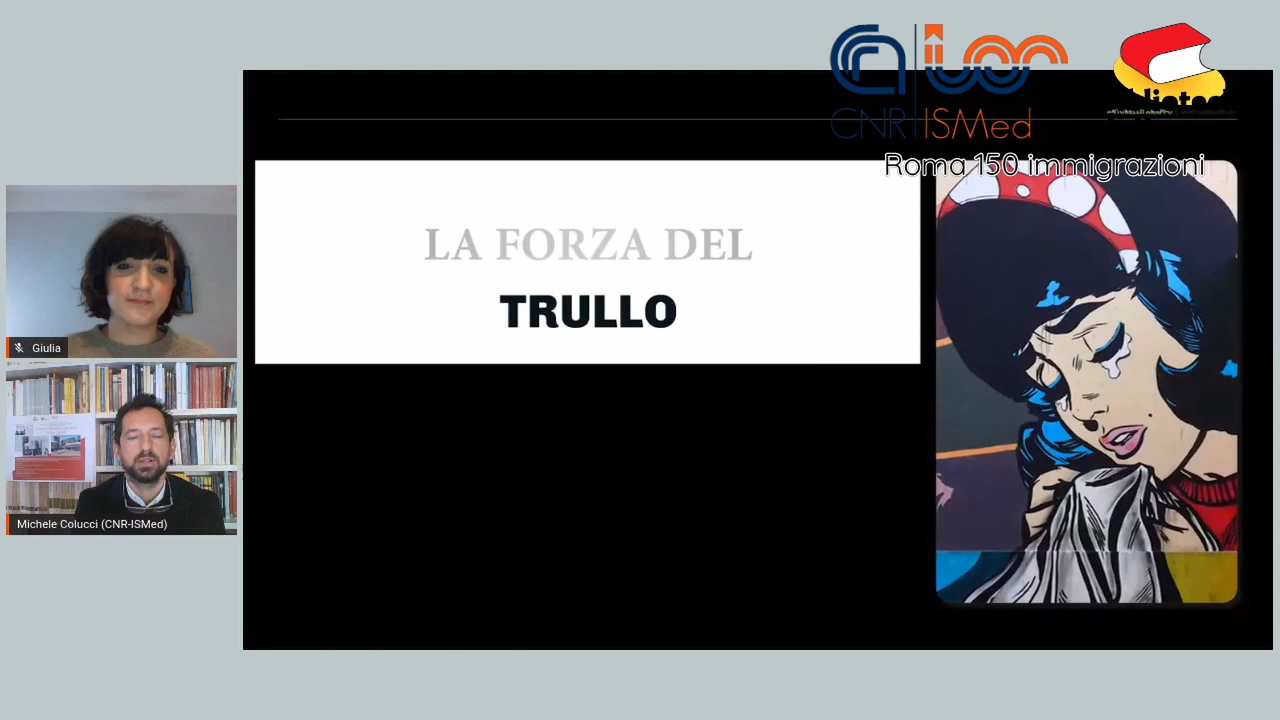 CNR ISMed
Roma 150 immigrazioni
LA FORZA DEL
TRULLO
Giulia
Michele Colucci (CNR-ISMed)